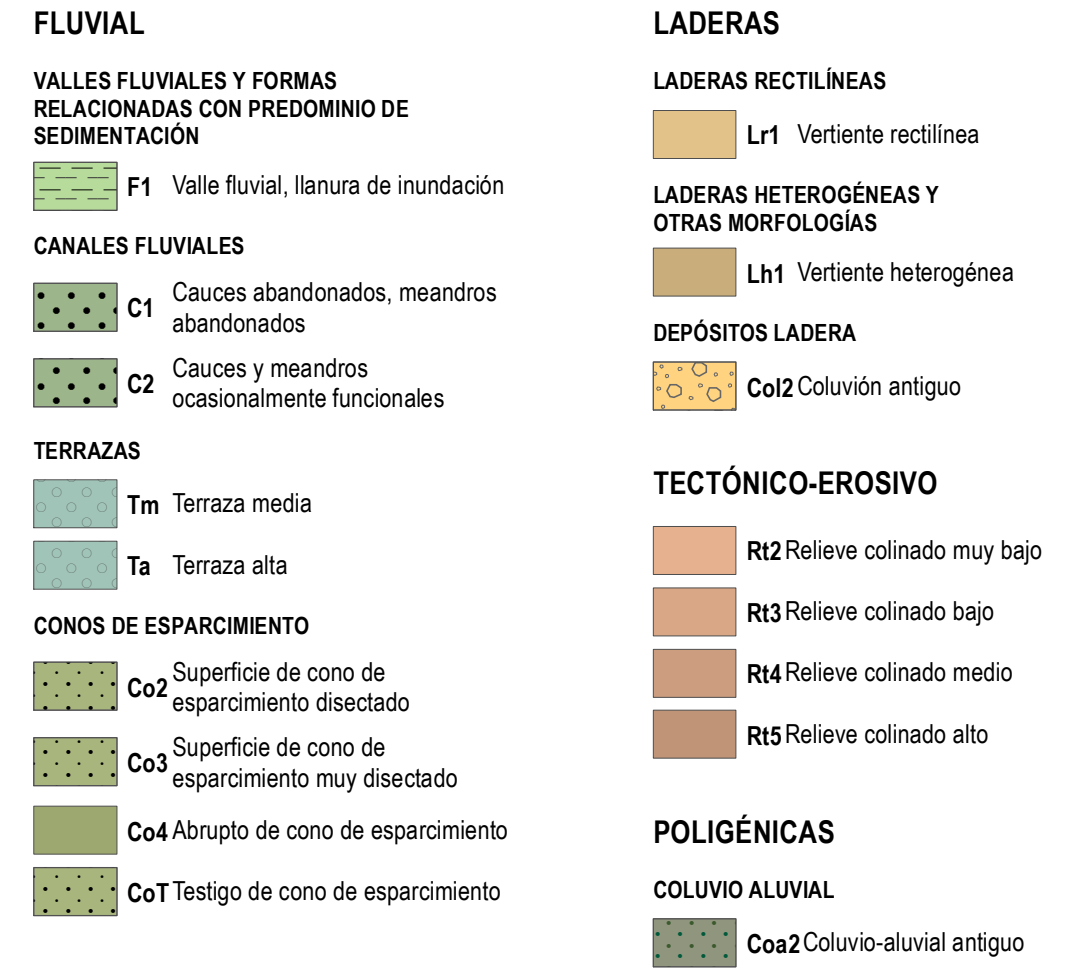 FLUVIAL
VALLES FLUVIALES Y FORMAS
RELACIONADAS CON PREDOMINIO DE
SEDIMENTACIÓN
F1 Valle fluvial, llanura de inundación
CANALES FLUVIALES
C1 Cauces abandonados, meandros
abandonados
C2 Cauces y meandros
ocasionalmente funcionales
TERRAZAS
Tm Terraza media
Ta Terraza alta
CONOS DE ESPARCIMIENTO
Co2 Superficie de cono de
esparcimiento disectado
Co3 Superficie de cono de
esparcimiento muy disectado
Co4 Abrupto de cono de esparcimiento
CoT Testigo de cono de esparcimiento
LADERAS
LADERAS RECTILÍNEAS
Lr1 Vertiente rectilínea
LADERAS HETEROGÉNEAS Y
OTRAS MORFOLOGÍAS
Lh1 Vertiente heterogénea
DEPÓSITOS LADERA
Col2 Coluvión antiguo
TECTÓNICO-EROSIVO
Rt2 Relieve colinado muy bajo
Rt3 Relieve colinado bajo
Rt4 Relieve colinado medio
Rt5 Relieve colinado alto
POLIGÉNICAS
COLUVIO ALUVIAL
Coa2 Coluvio-aluvial antiguo